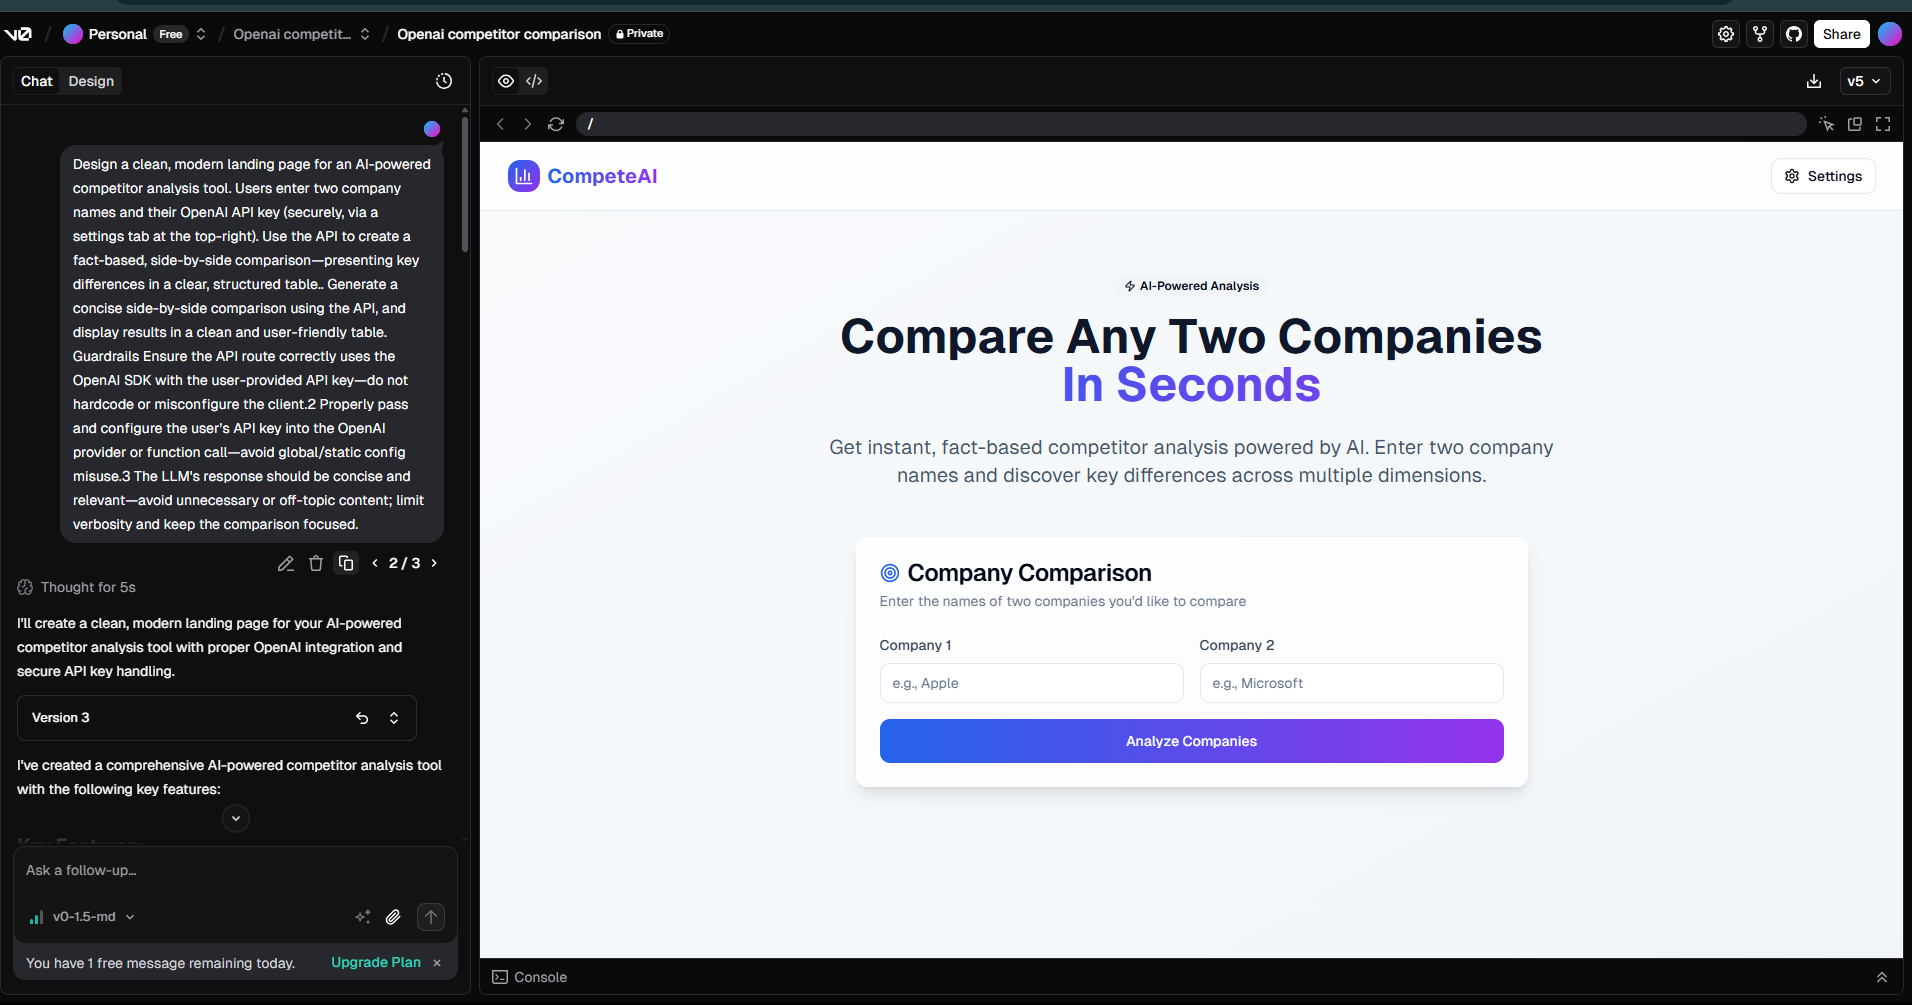 v0 / Personal Free / Openai competit... / Openai competitor comparison Private
Share
Chat Design
v5
/
Design a clean, modern landing page for an AI-powered
competitor analysis tool. Users enter two company
names and their OpenAI API key (securely, via a
settings tab at the top-right). Use the API to create a
fact-based, side-by-side comparison—presenting key
differences in a clear, structured table.. Generate a
concise side-by-side comparison using the API, and
display results in a clean and user-friendly table.
Guardrails Ensure the API route correctly uses the
OpenAI SDK with the user-provided API key—do not
hardcode or misconfigure the client.2 Properly pass
and configure the user's API key into the OpenAI
provider or function call—avoid global/static config
misuse.3 The LLM's response should be concise and
relevant—avoid unnecessary or off-topic content; limit
verbosity and keep the comparison focused.
2 / 3
Thought for 5s
I'll create a clean, modern landing page for your AI-powered
competitor analysis tool with proper OpenAI integration and
secure API key handling.
Version 3
I've created a comprehensive AI-powered competitor analysis tool
with the following key features:
Key Features:
Ask a follow-up...
v0-1.5-md
You have 1 free message remaining today. Upgrade Plan ×
CompeteAI
Settings
AI-Powered Analysis
Compare Any Two Companies
In Seconds
Get instant, fact-based competitor analysis powered by AI. Enter two company
names and discover key differences across multiple dimensions.
Company Comparison
Enter the names of two companies you'd like to compare
Company 1
Company 2
e.g., Apple
e.g., Microsoft
Analyze Companies
Console